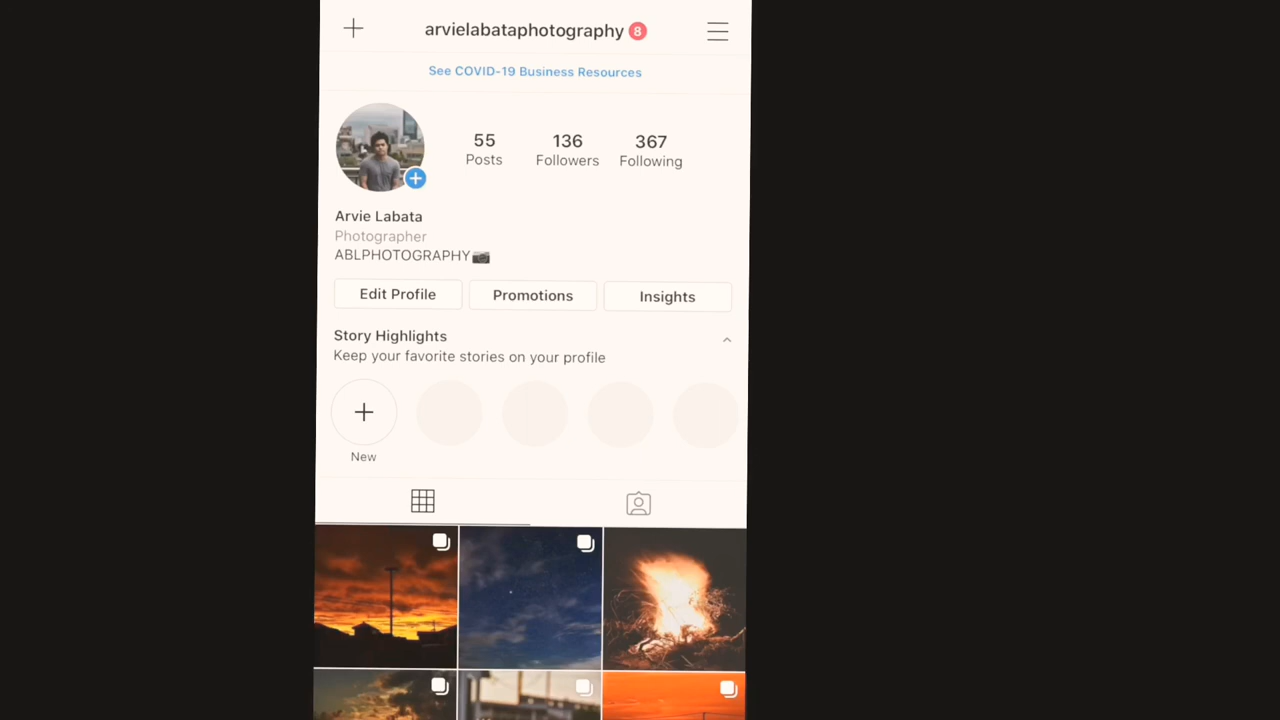 arvielabataphotography 8
See COVID-19 Business Resources
55 136 367
Posts Followers Following
Arvie Labata
Photographer
ABLPHOTOGRAPHY📷
Edit Profile Promotions Insights
Story Highlights
Keep your favorite stories on your profile
New